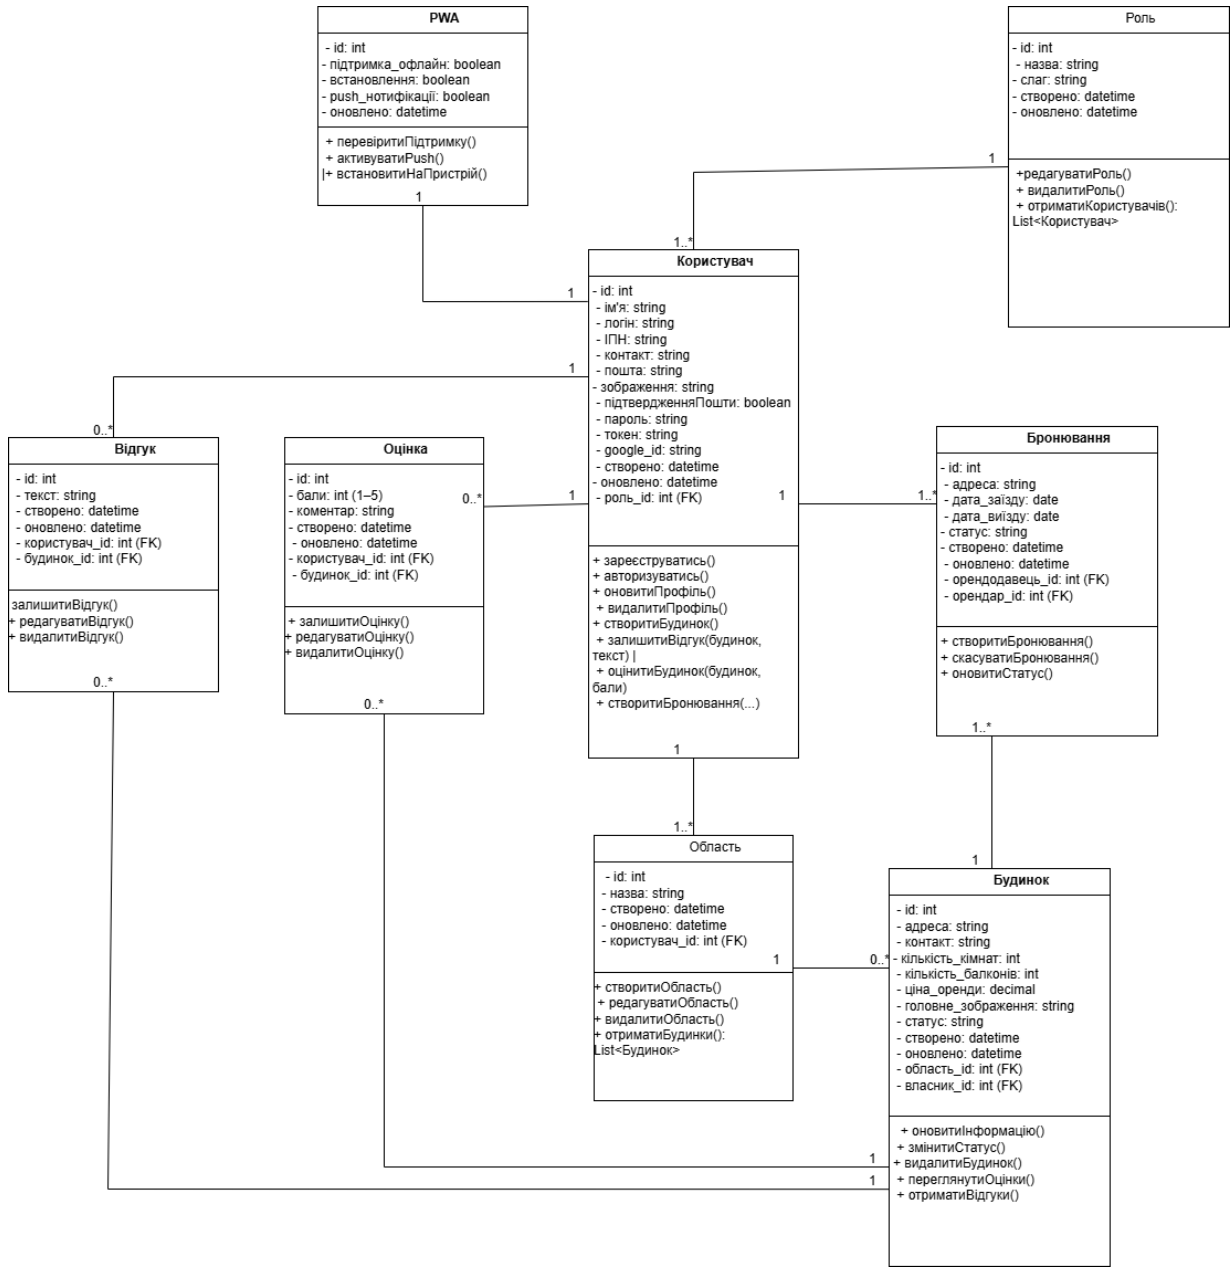 PWA
- id: int
- підтримка_офлайн: boolean
- встановлення: boolean
- push_нотифікації: boolean
- оновлено: datetime
+ перевіритиПідтримку()
+ активуватиPush()
|+ встановитиНаПристрій()
1
Роль
- id: int
- назва: string
- слаг: string
- створено: datetime
- оновлено: datetime
+редагуватиРоль()
+ видалитиРоль()
+ отриматиКористувачів():
List<Користувач>
1
1..*
Користувач
- id: int
- ім'я: string
- логін: string
- ІПН: string
- контакт: string
- пошта: string
- зображення: string
- підтвердженняПошти: boolean
- пароль: string
- токен: string
- google_id: string
- створено: datetime
- оновлено: datetime
- роль_id: int (FK)
+ зареєструватись()
+ авторизуватись()
+ оновитиПрофіль()
+ видалитиПрофіль()
+ створитиБудинок()
+ залишитиВідгук(будинок,
текст) |
+ оцінитиБудинок(будинок,
бали)
+ створитиБронювання(...)
1
1
1
1
1
0..*
Відгук
- id: int
- текст: string
- створено: datetime
- оновлено: datetime
- користувач_id: int (FK)
- будинок_id: int (FK)
залишитиВідгук()
+ редагуватиВідгук()
+ видалитиВідгук()
0..*
Оцінка
- id: int
- бали: int (1–5)
- коментар: string
- створено: datetime
- оновлено: datetime
- користувач_id: int (FK)
- будинок_id: int (FK)
0..*
+ залишитиОцінку()
+ редагуватиОцінку()
+ видалитиОцінку()
0..*
1..*
Бронювання
- id: int
- адреса: string
- дата_заїзду: date
- дата_виїзду: date
- статус: string
- створено: datetime
- оновлено: datetime
- орендодавець_id: int (FK)
- орендар_id: int (FK)
+ створитиБронювання()
+ скасуватиБронювання()
+ оновитиСтатус()
1..*
1..*
Область
- id: int
- назва: string
- створено: datetime
- оновлено: datetime
- користувач_id: int (FK)
1
+ створитиОбласть()
+ редагуватиОбласть()
+ видалитиОбласть()
+ отриматиБудинки():
List<Будинок>
1
0..*
Будинок
- id: int
- адреса: string
- контакт: string
- кількість_кімнат: int
- кількість_балконів: int
- ціна_оренди: decimal
- головне_зображення: string
- статус: string
- створено: datetime
- оновлено: datetime
- область_id: int (FK)
- власник_id: int (FK)
+ оновитиІнформацію()
+ змінитиСтатус()
+ видалитиБудинок()
+ переглянутиОцінки()
+ отриматиВідгуки()
1
1